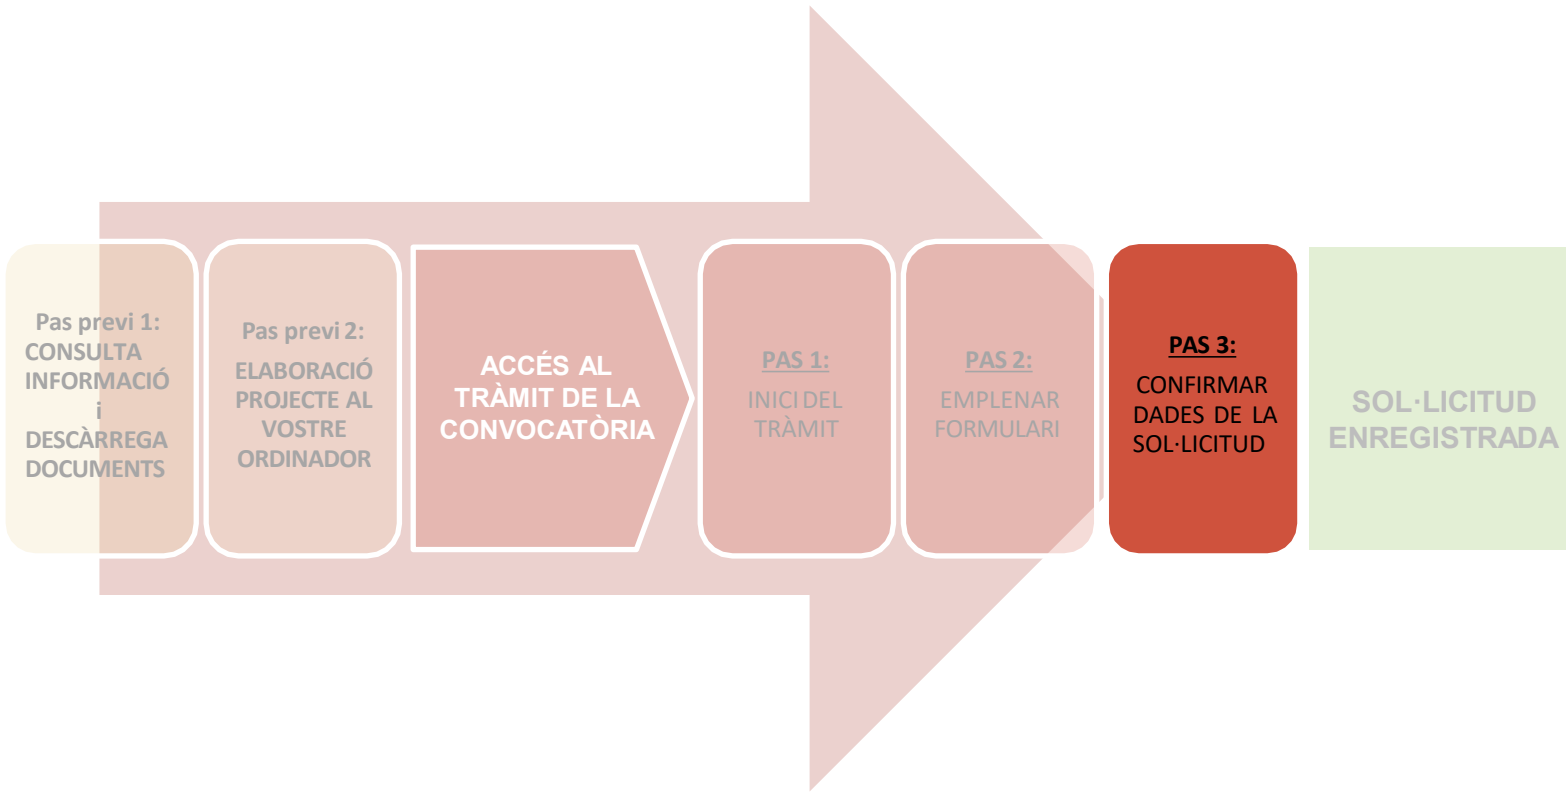 Pas previ 1:
CONSULTA
INFORMACIÓ
i
DESCÀRREGA
DOCUMENTS
Pas previ 2:
ELABORACIÓ
PROJECTE AL
VOSTRE
ORDINADOR
ACCÉS AL
TRÀMIT DE LA
CONVOCATÒRIA
PAS 1:
INICI DEL
TRÀMIT
PAS 2:
EMPLENAR
FORMULARI
PAS 3:
CONFIRMAR
DADES DE LA
SOL·LICITUD
SOL·LICITUD
ENREGISTRADA